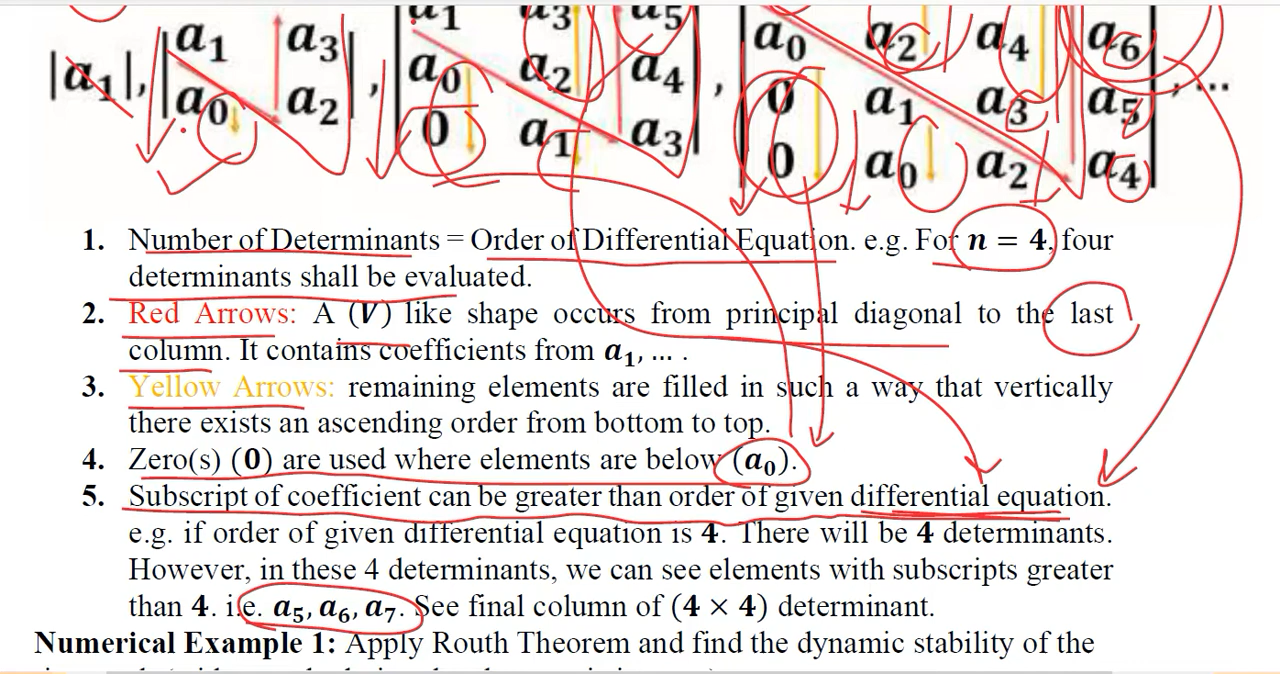 a₁ a₃ a₅
|a₁|, |a₁ a₃|, |a₀ a₂ a₄|, |a₀ a₂ a₄ a₆|, ...
|a₀ a₂| |0 a₁ a₃| |0 a₁ a₃ a₅|
|0 a₀ a₂ a₄|
1. Number of Determinants = Order of Differential Equation. e.g. For n = 4, four
determinants shall be evaluated.
2. Red Arrows: A (V) like shape occurs from principal diagonal to the last
column. It contains coefficients from a₁, ... .
3. Yellow Arrows: remaining elements are filled in such a way that vertically
there exists an ascending order from bottom to top.
4. Zero(s) (0) are used where elements are below (a₀).
5. Subscript of coefficient can be greater than order of given differential equation.
e.g. if order of given differential equation is 4. There will be 4 determinants.
However, in these 4 determinants, we can see elements with subscripts greater
than 4. i.e. a₅, a₆, a₇. See final column of (4 × 4) determinant.
Numerical Example 1: Apply Routh Theorem and find the dynamic stability of the